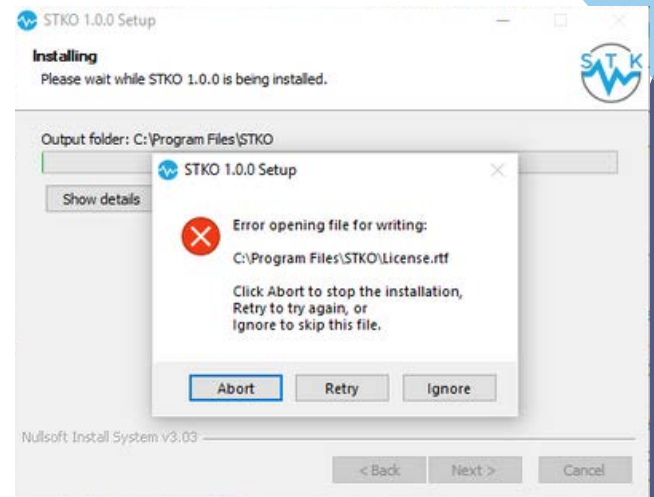 STKO 1.0.0 Setup
Installing
Please wait while STKO 1.0.0 is being installed.
STK
Output folder: C:\Program Files\STKO
Show details
STKO 1.0.0 Setup
Error opening file for writing:
C:\Program Files\STKO\License.rtf
Click Abort to stop the installation,
Retry to try again, or
Ignore to skip this file.
Abort Retry Ignore
Nullsoft Install System v3.03
< Back Next > Cancel